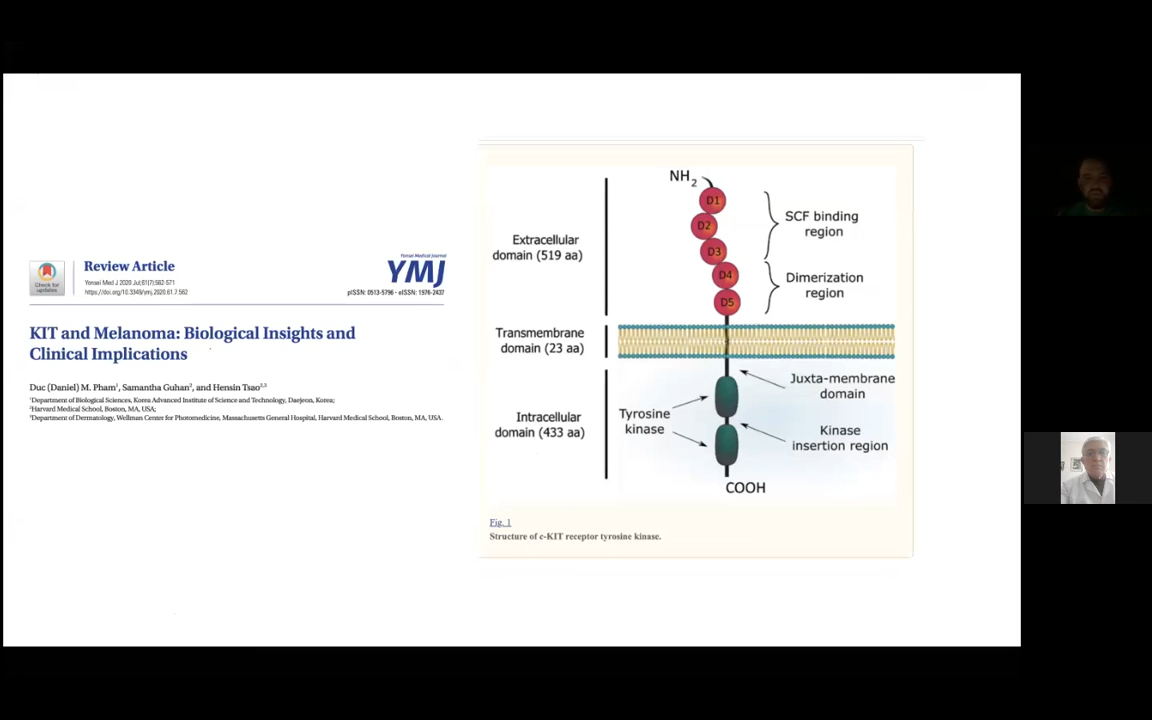 Check for
updates
Review Article
Yonsei Med J 2020 Jul;61(7):562-571
https://doi.org/10.3349/ymj.2020.61.7.562
Yonsei Medical Journal
YMJ
pISSN: 0513-5796 • eISSN: 1976-2437
KIT and Melanoma: Biological Insights and
Clinical Implications
Duc (Daniel) M. Pham1, Samantha Guhan2, and Hensin Tsao2,3
1Department of Biological Sciences, Korea Advanced Institute of Science and Technology, Daejeon, Korea;
2Harvard Medical School, Boston, MA, USA;
3Department of Dermatology, Wellman Center for Photomedicine, Massachusetts General Hospital, Harvard Medical School, Boston, MA, USA.
NH2
D1
D2
D3
D4
D5
Extracellular
domain (519 aa)
SCF binding
region
Dimerization
region
Transmembrane
domain (23 aa)
Juxta-membrane
domain
Tyrosine
kinase
Intracellular
domain (433 aa)
Kinase
insertion region
COOH
Fig. 1
Structure of c-KIT receptor tyrosine kinase.